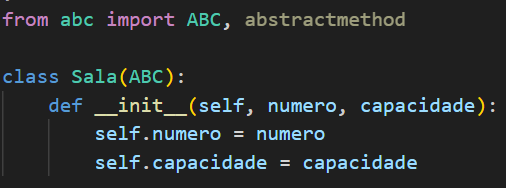 from abc import ABC, abstractmethod
class Sala(ABC):
def __init__(self, numero, capacidade):
self.numero = numero
self.capacidade = capacidade